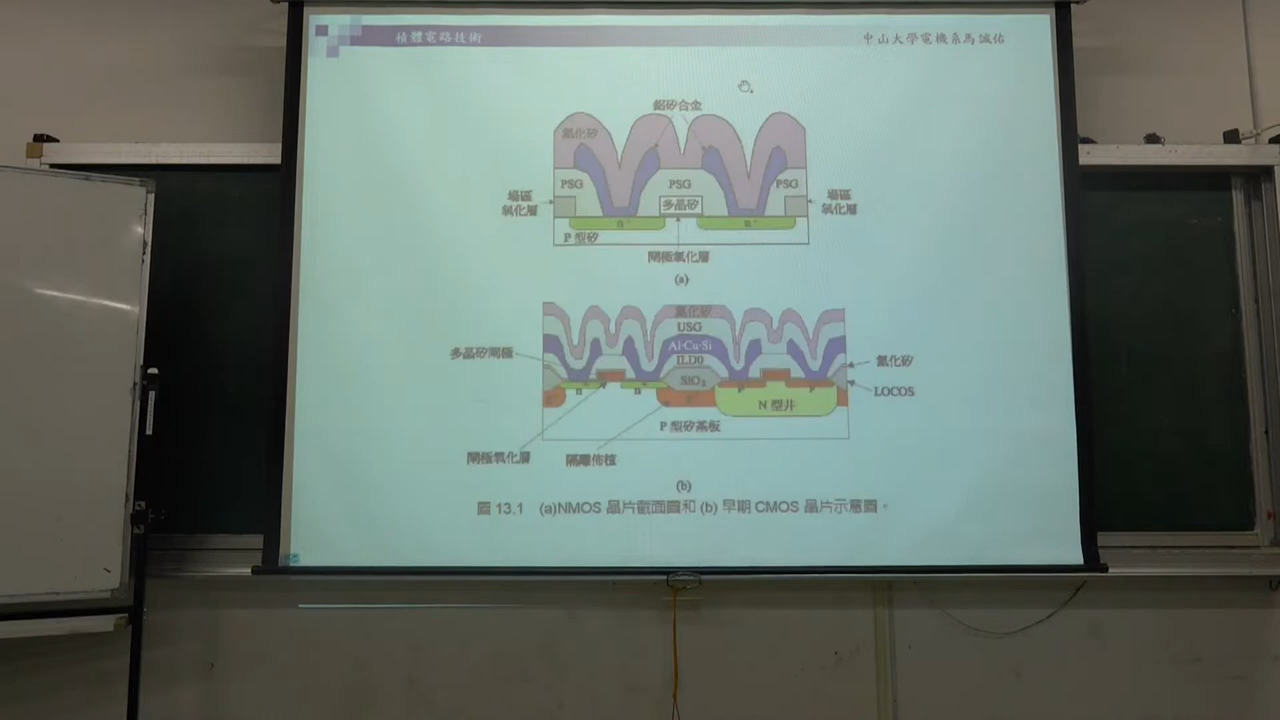 積體電路技術
中山大學電機系馬誠佑
鋁矽合金
氮化矽
PSG
PSG
PSG
場區
氧化層
多晶矽
場區
氧化層
n⁺
n⁺
P 型矽
閘極氧化層
(a)
氮化矽
USG
Al·Cu·Si
ILD0
SiO₂
多晶矽閘極
氮化矽
LOCOS
N 型井
P 型矽基板
閘極氧化層
隔離佈植
(b)
圖 13.1 (a)NMOS 晶片截面圖和 (b) 早期 CMOS 晶片示意圖。